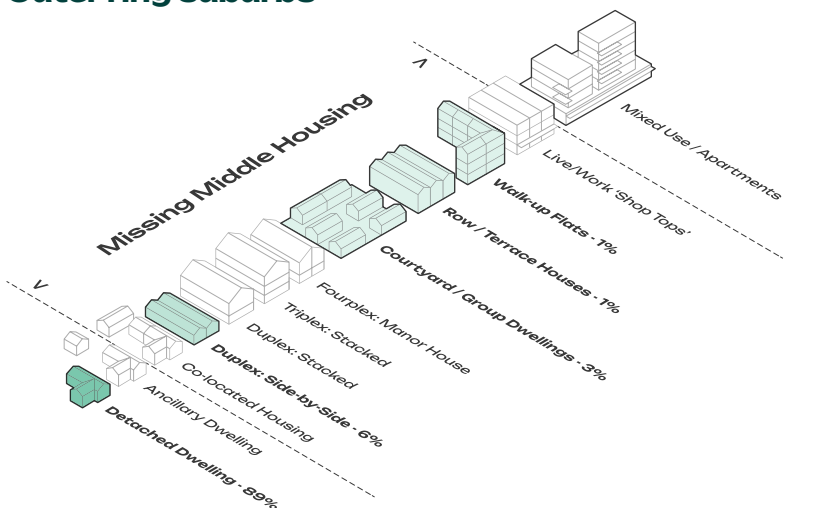 Outer Ring Suburbs
Missing Middle Housing
Mixed Use / Apartments
Live/Work 'Shop Tops'
Walk-up Flats - 1%
Row / Terrace Houses - 1%
Courtyard / Group Dwellings - 3%
Fourplex: Manor House
Triplex: Stacked
Duplex: Stacked
Duplex: Side-by-Side - 6%
Co-located Housing
Ancillary Dwelling
Detached Dwelling - 89%